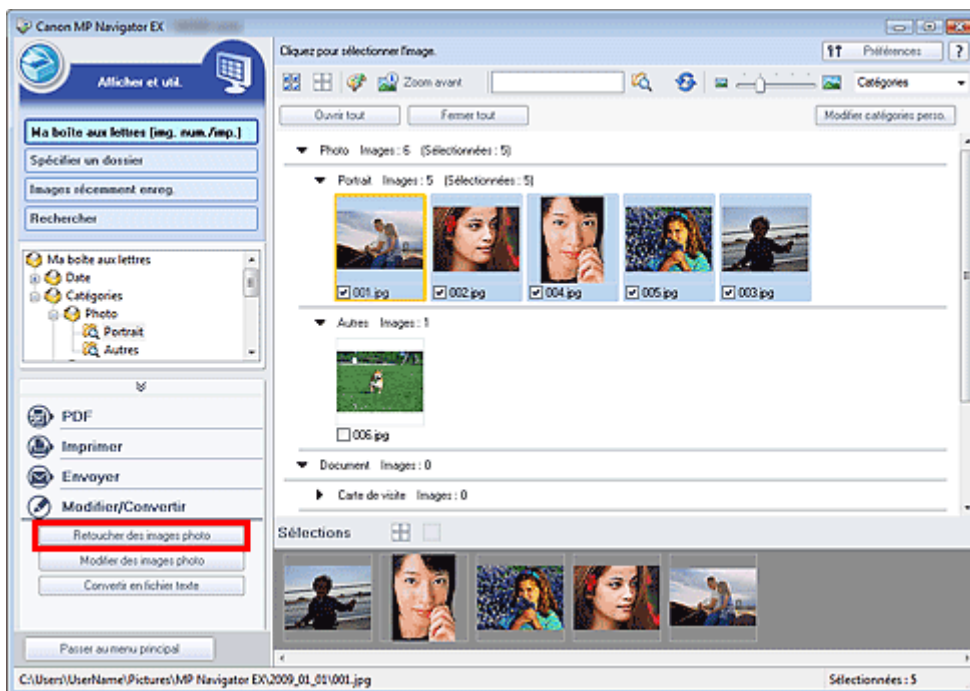 Canon MP Navigator EX
Afficher et util.
Ma boîte aux lettres [img. num./imp.]
Spécifier un dossier
Images récemment enreg.
Rechercher
Ma boîte aux lettres
Date
Catégories
Photo
Portrait
Autres
PDF
Imprimer
Envoyer
Modifier/Convertir
Retoucher des images photo
Modifier des images photo
Convertir en fichier texte
Passer au menu principal
Cliquez pour sélectionner l'image.
Préférences
?
Zoom avant
Catégories
Ouvrir tout
Fermer tout
Modifier catégories perso.
Photo Images : 6 (Sélectionnées : 5)
Portrait Images : 5 (Sélectionnées : 5)
001.jpg
002.jpg
004.jpg
005.jpg
003.jpg
Autres Images : 1
006.jpg
Document Images : 0
Carte de visite Images : 0
Sélections
C:\Users\UserName\Pictures\MP Navigator EX\2009_01_01\001.jpg
Sélectionnées : 5